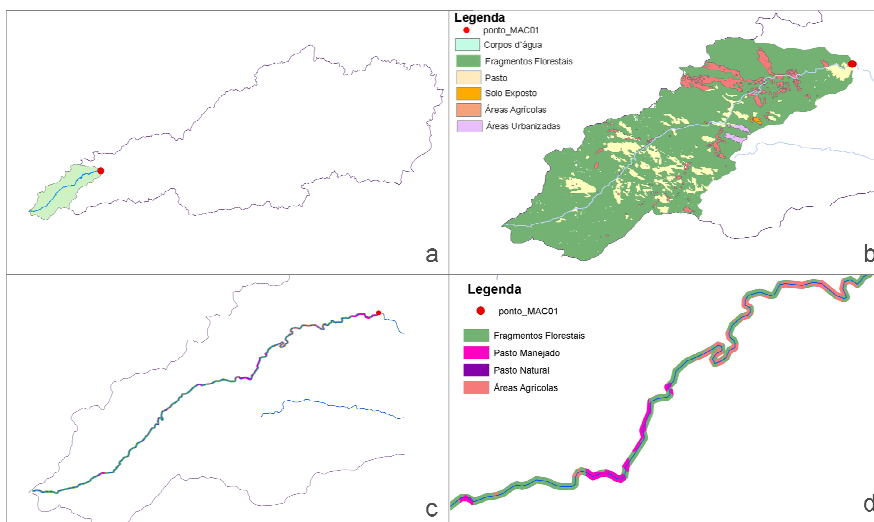 a
Legenda
ponto_MAC01
Corpos d`água
Fragmentos Florestais
Pasto
Solo Exposto
Áreas Agrícolas
Áreas Urbanizadas
b
c
Legenda
ponto_MAC01
Fragmentos Florestais
Pasto Manejado
Pasto Natural
Áreas Agrícolas
d